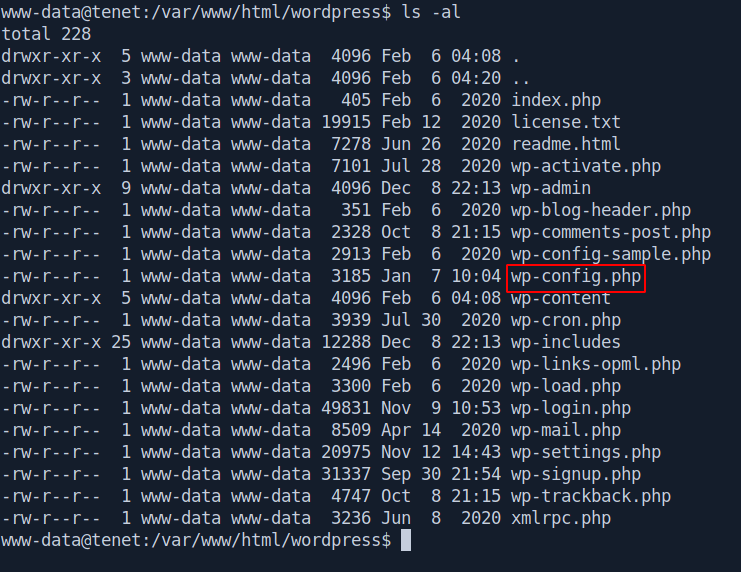 www-data@tenet:/var/www/html/wordpress$ ls -al
total 228
drwxr-xr-x  5 www-data www-data  4096 Feb  6 04:08 .
drwxr-xr-x  3 www-data www-data  4096 Feb  6 04:20 ..
-rw-r--r--  1 www-data www-data   405 Feb  6  2020 index.php
-rw-r--r--  1 www-data www-data 19915 Feb 12  2020 license.txt
-rw-r--r--  1 www-data www-data  7278 Jun 26  2020 readme.html
-rw-r--r--  1 www-data www-data  7101 Jul 28  2020 wp-activate.php
drwxr-xr-x  9 www-data www-data  4096 Dec  8 22:13 wp-admin
-rw-r--r--  1 www-data www-data   351 Feb  6  2020 wp-blog-header.php
-rw-r--r--  1 www-data www-data  2328 Oct  8 21:15 wp-comments-post.php
-rw-r--r--  1 www-data www-data  2913 Feb  6  2020 wp-config-sample.php
-rw-r--r--  1 www-data www-data  3185 Jan  7 10:04 wp-config.php
drwxr-xr-x  5 www-data www-data  4096 Feb  6 04:08 wp-content
-rw-r--r--  1 www-data www-data  3939 Jul 30  2020 wp-cron.php
drwxr-xr-x 25 www-data www-data 12288 Dec  8 22:13 wp-includes
-rw-r--r--  1 www-data www-data  2496 Feb  6  2020 wp-links-opml.php
-rw-r--r--  1 www-data www-data  3300 Feb  6  2020 wp-load.php
-rw-r--r--  1 www-data www-data 49831 Nov  9 10:53 wp-login.php
-rw-r--r--  1 www-data www-data  8509 Apr 14  2020 wp-mail.php
-rw-r--r--  1 www-data www-data 20975 Nov 12 14:43 wp-settings.php
-rw-r--r--  1 www-data www-data 31337 Sep 30 21:54 wp-signup.php
-rw-r--r--  1 www-data www-data  4747 Oct  8 21:15 wp-trackback.php
-rw-r--r--  1 www-data www-data  3236 Jun  8  2020 xmlrpc.php
www-data@tenet:/var/www/html/wordpress$